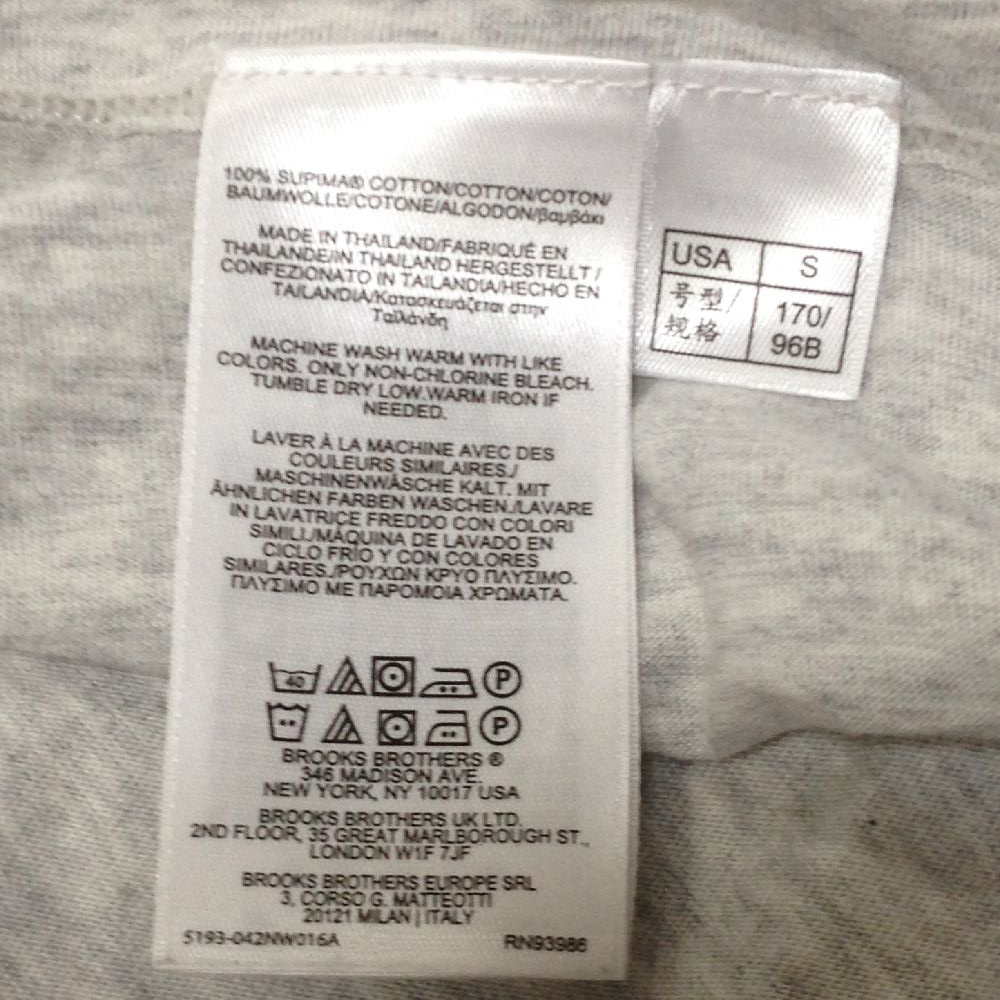 100% SUPIMA® COTTON/COTTON/COTON/
BAUMWOLLE/COTONE/ALGODON/βαμβάκι
MADE IN THAILAND/FABRIQUÉ EN
THAILANDE/IN THAILAND HERGESTELLT/
CONFEZIONATO IN TAILANDIA/HECHO EN
TAILANDIA/Κατασκευάζεται στην
Ταϊλάνδη
MACHINE WASH WARM WITH LIKE
COLORS. ONLY NON-CHLORINE BLEACH.
TUMBLE DRY LOW.WARM IRON IF
NEEDED.
LAVER À LA MACHINE AVEC DES
COULEURS SIMILAIRES./
MASCHINENWÄSCHE KALT. MIT
ÄHNLICHEN FARBEN WASCHEN./LAVARE
IN LAVATRICE FREDDO CON COLORI
SIMILI./MÁQUINA DE LAVADO EN
CICLO FRÍO Y CON COLORES
SIMILARES./ΡΟΥΧΩΝ ΚΡΥΟ ΠΛΥΣΙΜΟ.
ΠΛΥΣΙΜΟ ΜΕ ΠΑΡΟΜΟΙΑ ΧΡΩΜΑΤΑ.
40 P
P
BROOKS BROTHERS ®
346 MADISON AVE.
NEW YORK, NY 10017 USA
BROOKS BROTHERS UK LTD.
2ND FLOOR, 35 GREAT MARLBOROUGH ST.,
LONDON W1F 7JF
BROOKS BROTHERS EUROPE SRL
3, CORSO G. MATTEOTTI
20121 MILAN | ITALY
5193-042NW016A RN93986
USA S
号型/ 170/
规格 96B